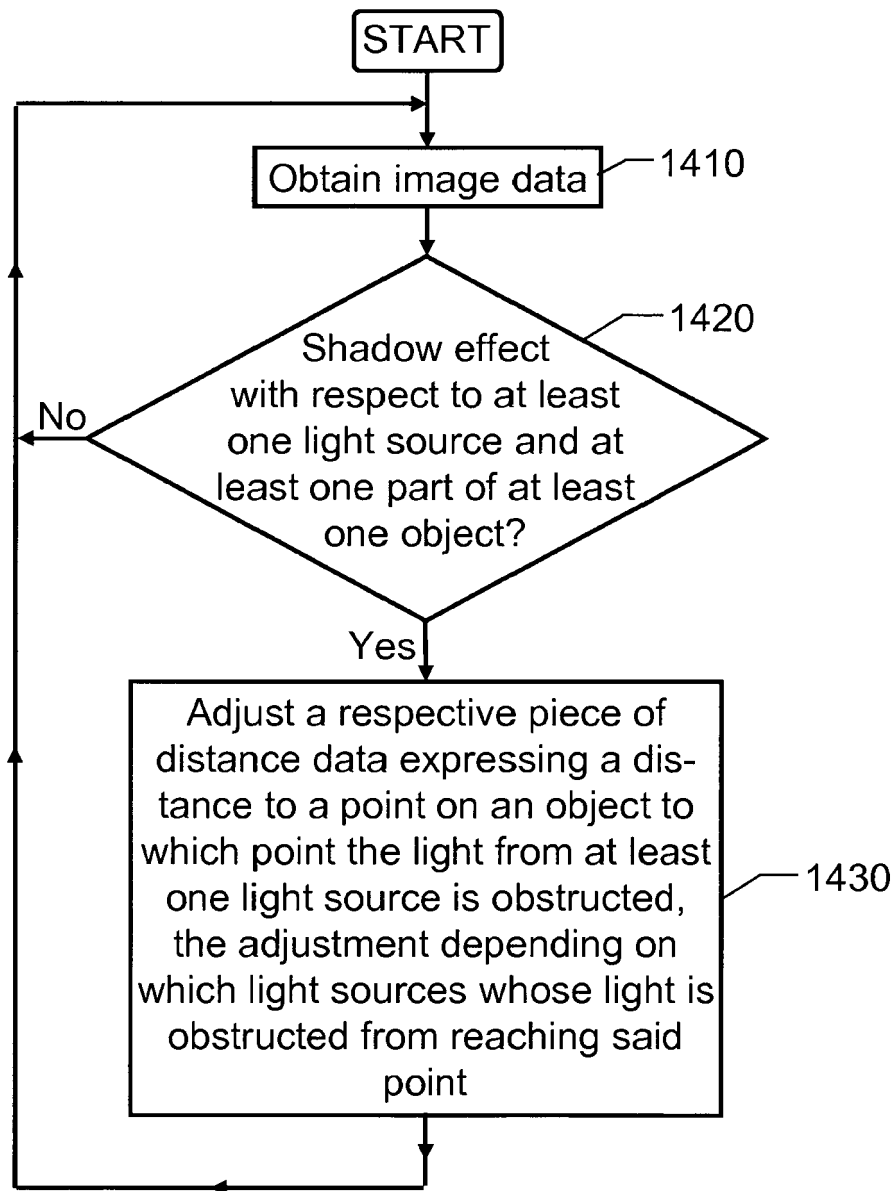 START
Obtain image data
1410
1420
Shadow effect
with respect to at least
one light source and at
least one part of at least
one object?
No
Yes
Adjust a respective piece of
distance data expressing a dis-
tance to a point on an object to
which point the light from at least
one light source is obstructed,
the adjustment depending on
which light sources whose light is
obstructed from reaching said
point
1430